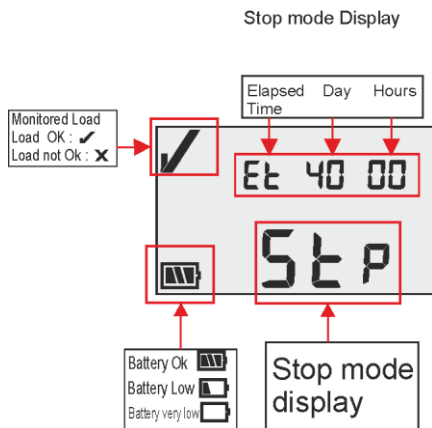 Stop mode Display
Elapsed Day Hours
Time
Monitored Load
Load OK : ✔
Load not Ok : X
Et 40 00
Stp
Battery Ok
Battery Low
Battery very low
Stop mode
display